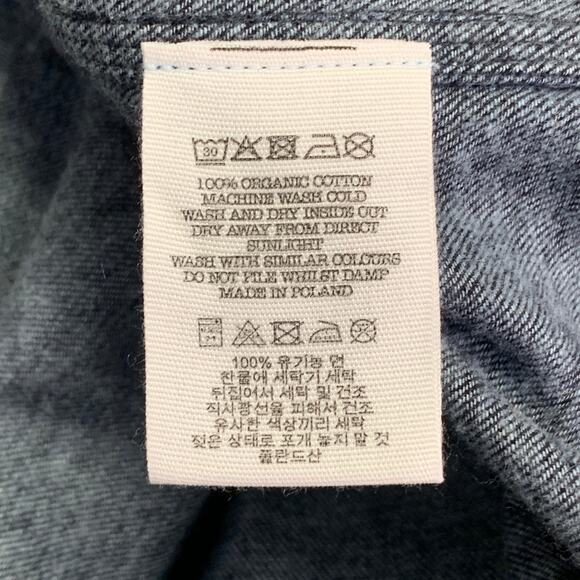 30
100% ORGANIC COTTON
MACHINE WASH COLD
WASH AND DRY INSIDE OUT
DRY AWAY FROM DIRECT
SUNLIGHT
WASH WITH SIMILAR COLOURS
DO NOT PILE WHILST DAMP
MADE IN POLAND
100% 유기농 면
찬물에 세탁기 세탁
뒤집어서 세탁 및 건조
직사광선을 피해서 건조
유사한 색상끼리 세탁
젖은 상태로 포개 놓지 말 것
폴란드산